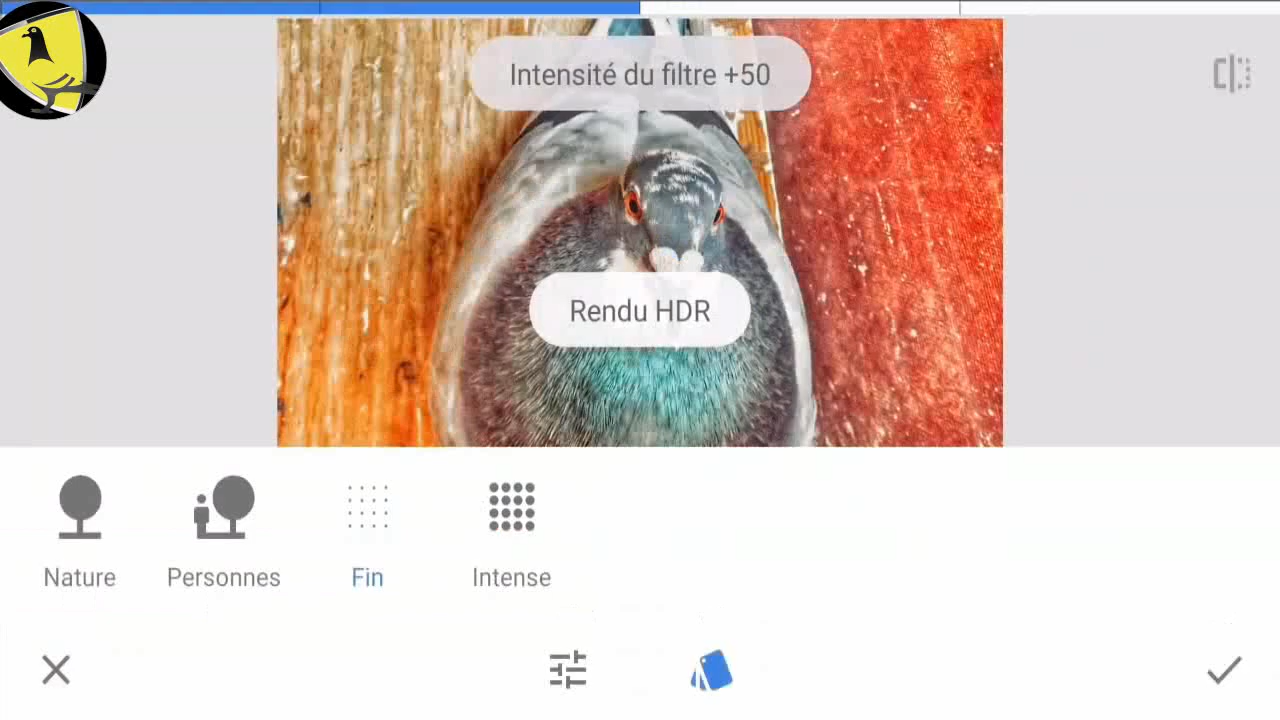 Intensité du filtre +50
Rendu HDR
Nature
Personnes
Fin
Intense